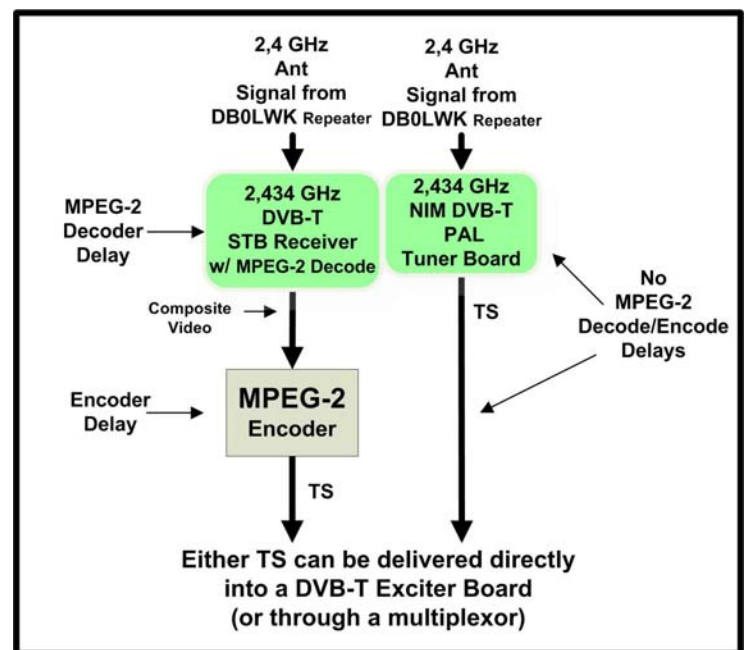 2,4 GHz
Ant
Signal from
DB0LWK Repeater
2,4 GHz
Ant
Signal from
DB0LWK Repeater
MPEG-2
Decoder
Delay
2,434 GHz
DVB-T
STB Receiver
w/ MPEG-2 Decode
2,434 GHz
NIM DVB-T
PAL
Tuner Board
Composite
Video
TS
No
MPEG-2
Decode/Encode
Delays
Encoder
Delay
MPEG-2
Encoder
TS
Either TS can be delivered directly
into a DVB-T Exciter Board
(or through a multiplexor)